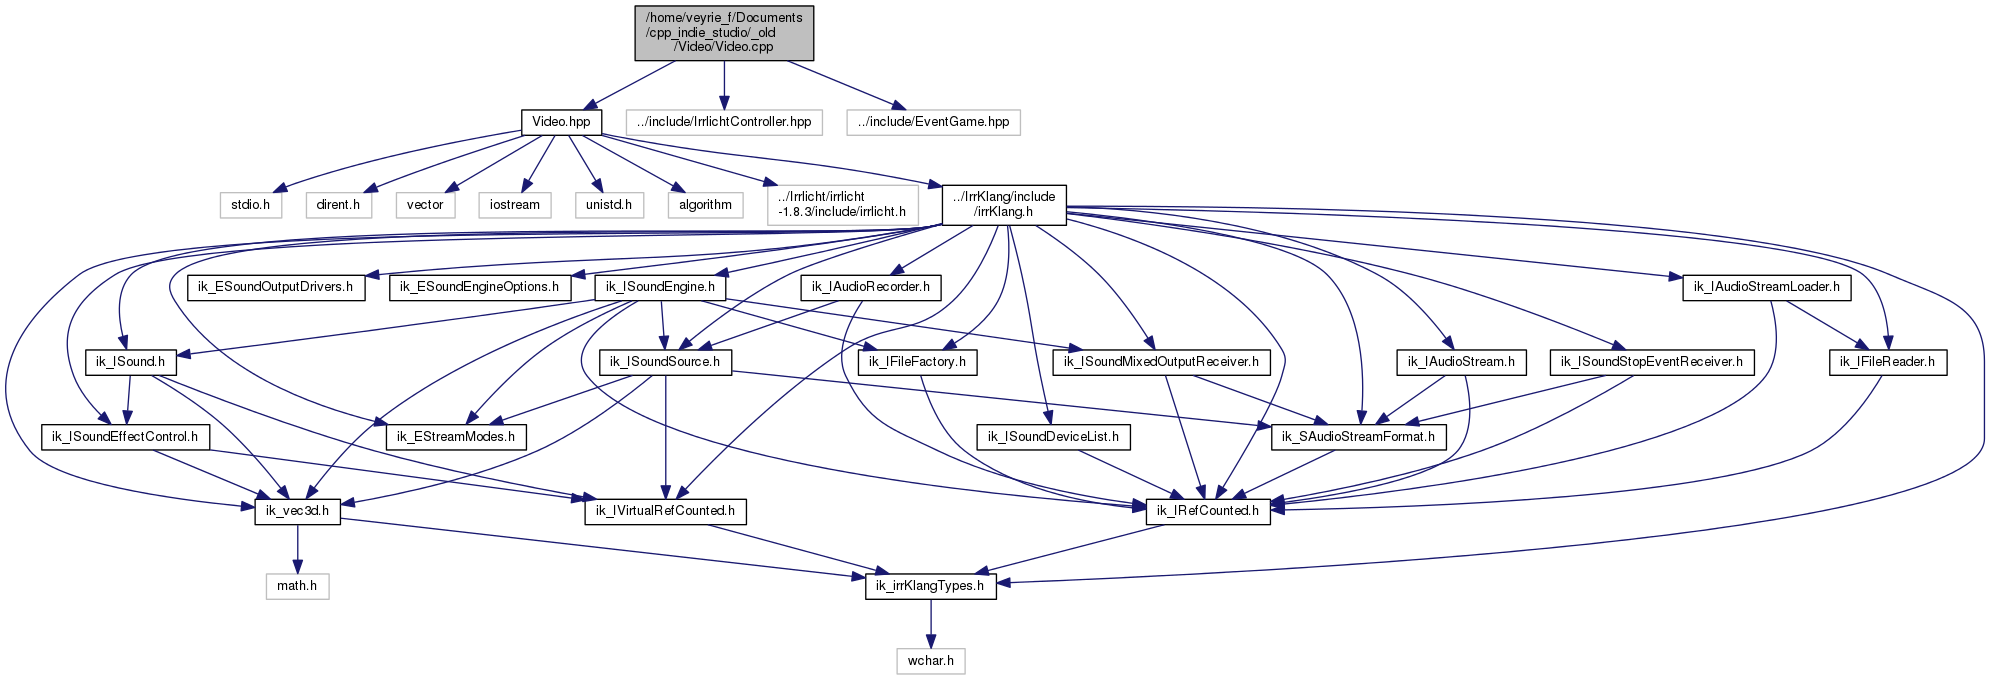 /home/veyrie_f/Documents
/cpp_indie_studio/_old
/Video/Video.cpp
Video.hpp
../include/IrrlichtController.hpp
../include/EventGame.hpp
stdio.h
dirent.h
vector
iostream
unistd.h
algorithm
../Irrlicht/irrlicht
-1.8.3/include/irrlicht.h
../IrrKlang/include
/irrKlang.h
ik_ESoundOutputDrivers.h
ik_ESoundEngineOptions.h
ik_ISoundEngine.h
ik_IAudioRecorder.h
ik_IAudioStreamLoader.h
ik_ISound.h
ik_ISoundSource.h
ik_IFileFactory.h
ik_ISoundMixedOutputReceiver.h
ik_IAudioStream.h
ik_ISoundStopEventReceiver.h
ik_IFileReader.h
ik_ISoundEffectControl.h
ik_EStreamModes.h
ik_ISoundDeviceList.h
ik_SAudioStreamFormat.h
ik_vec3d.h
ik_IVirtualRefCounted.h
ik_IRefCounted.h
math.h
ik_irrKlangTypes.h
wchar.h